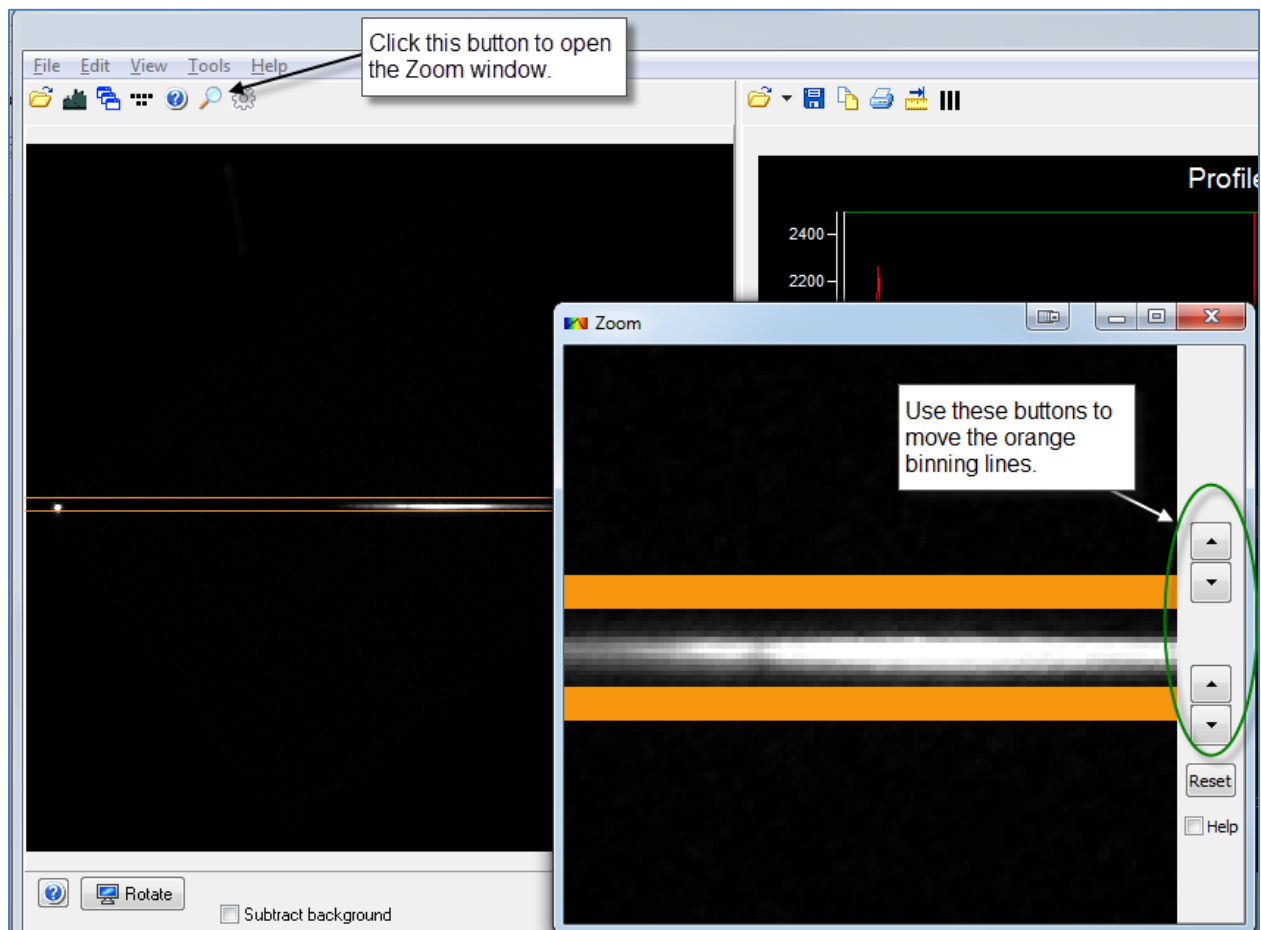 Click this button to open
the Zoom window.
File Edit View Tools Help
Profile
2400
2200
Zoom
Use these buttons to
move the orange
binning lines.
Reset
Help
Rotate
Subtract background